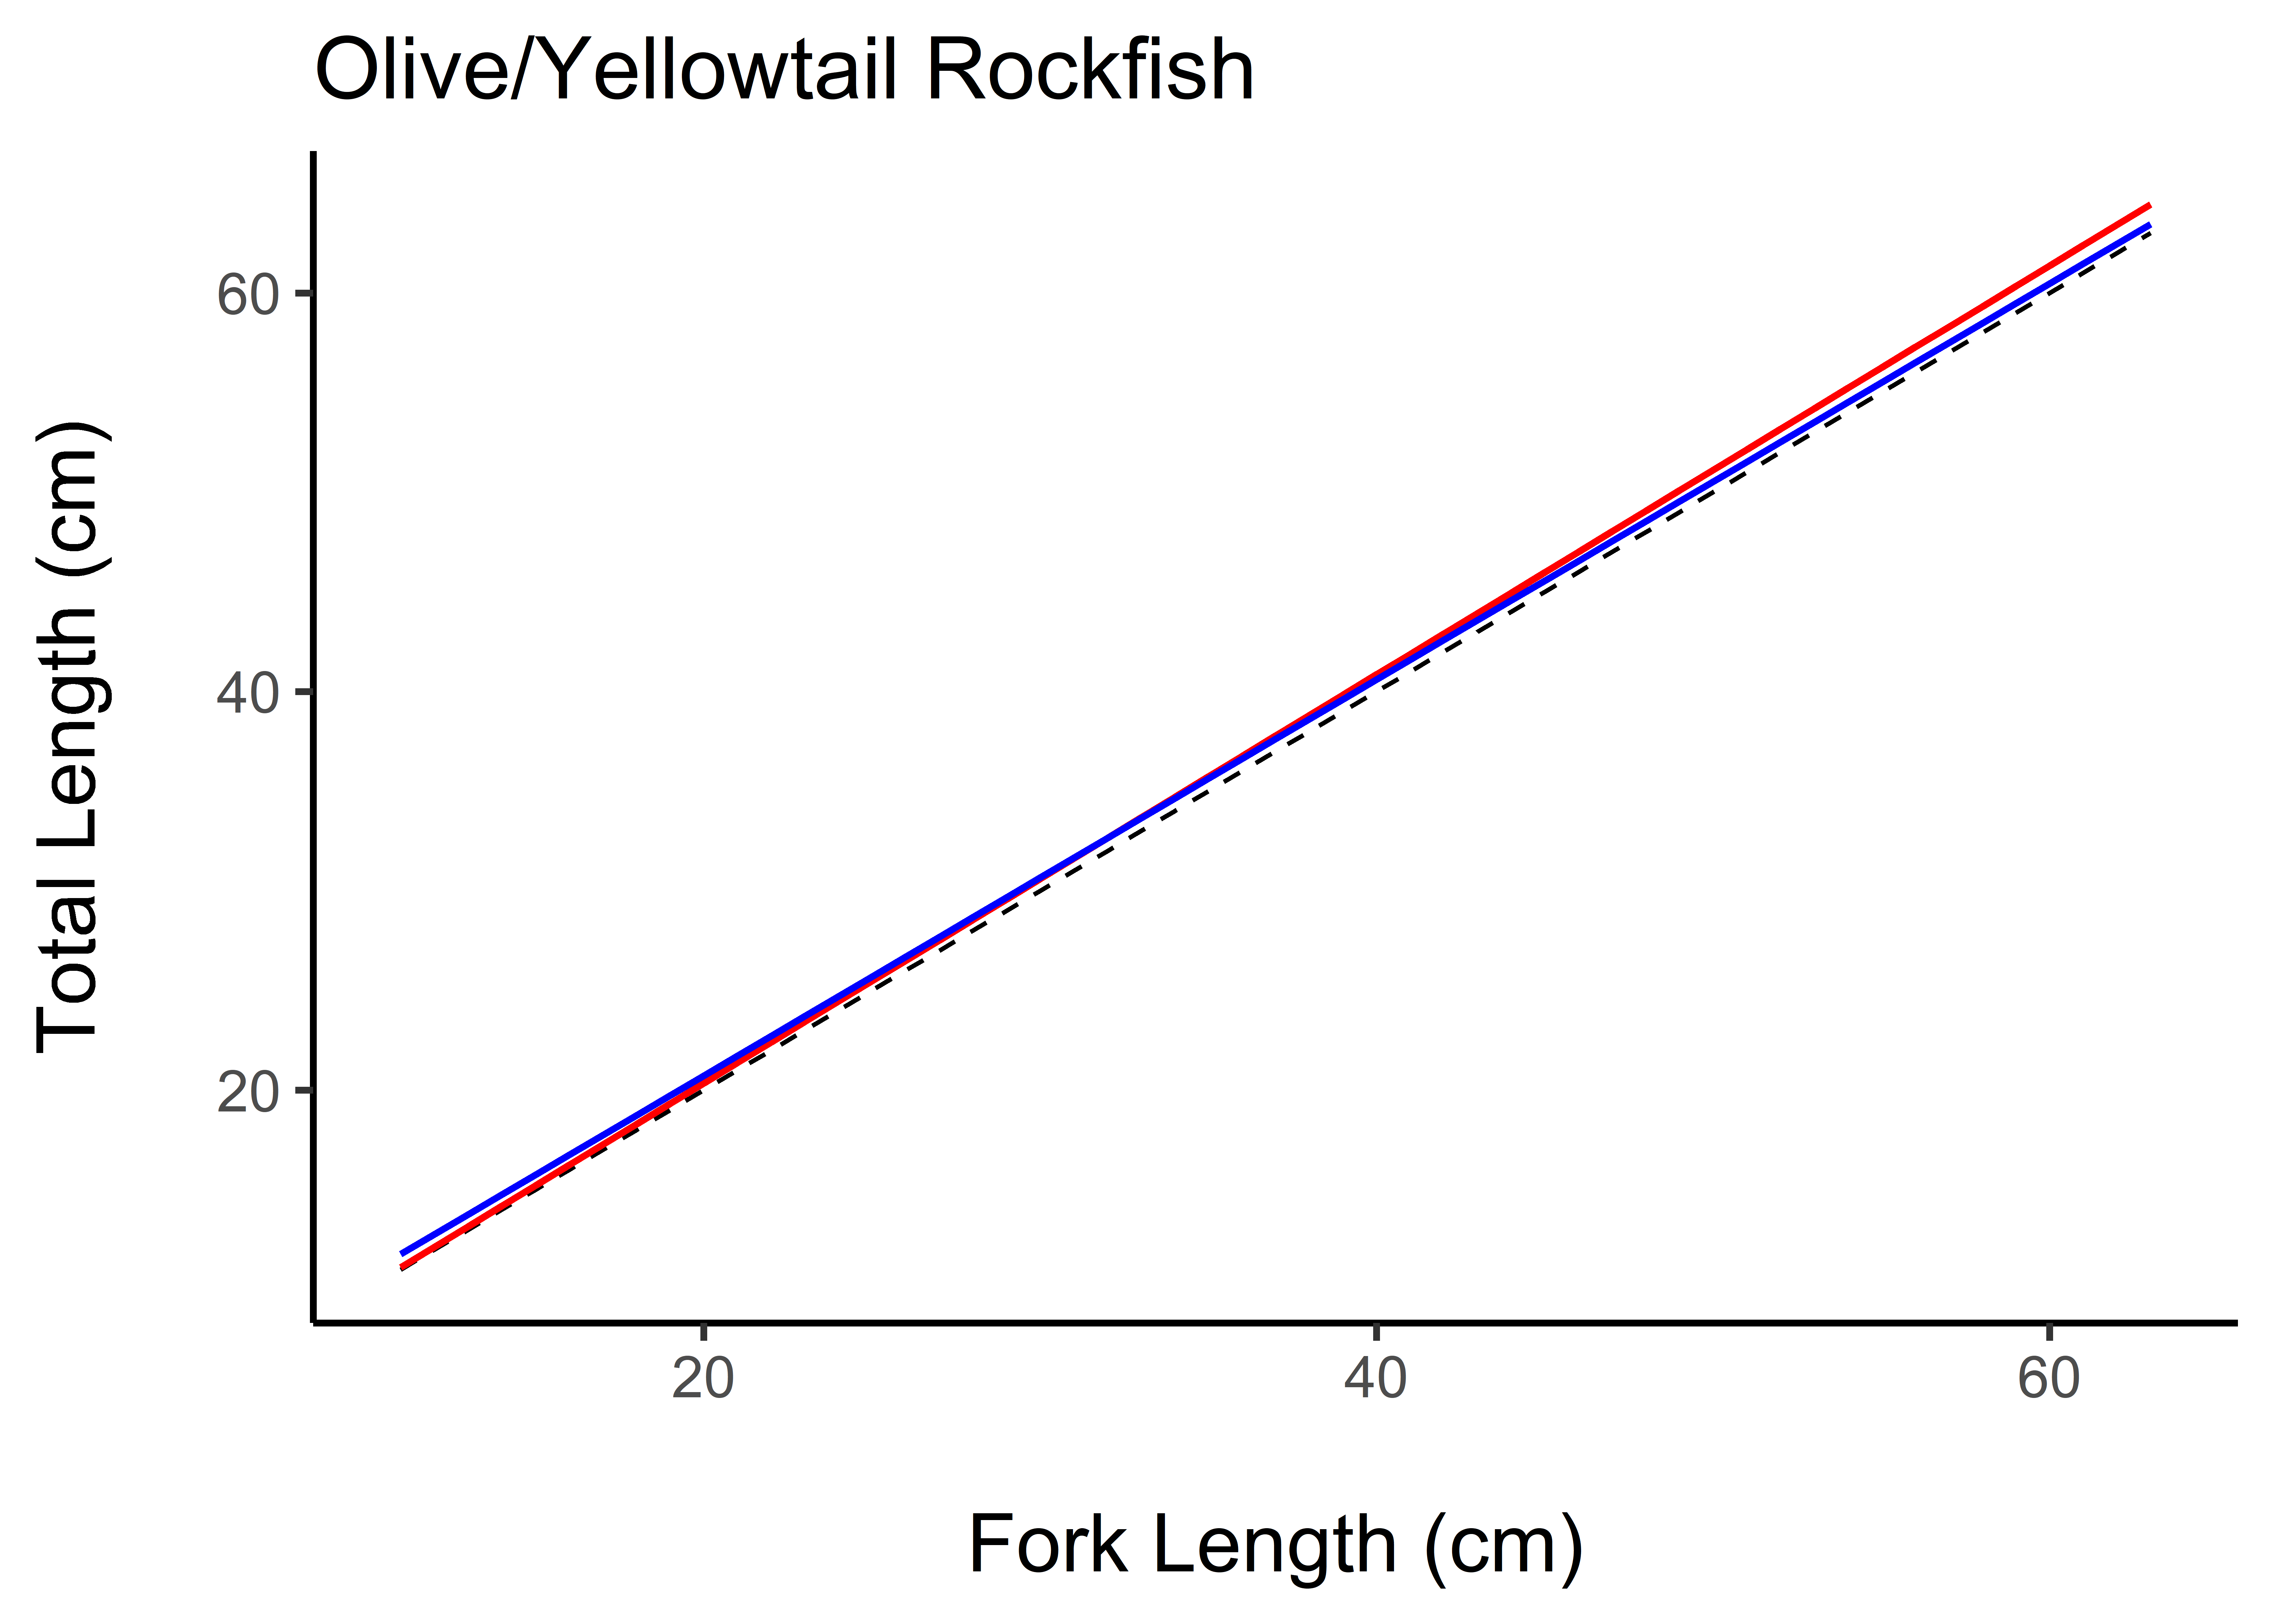 Olive/Yellowtail Rockfish
Total Length (cm)
60
40
20
20 40 60
Fork Length (cm)